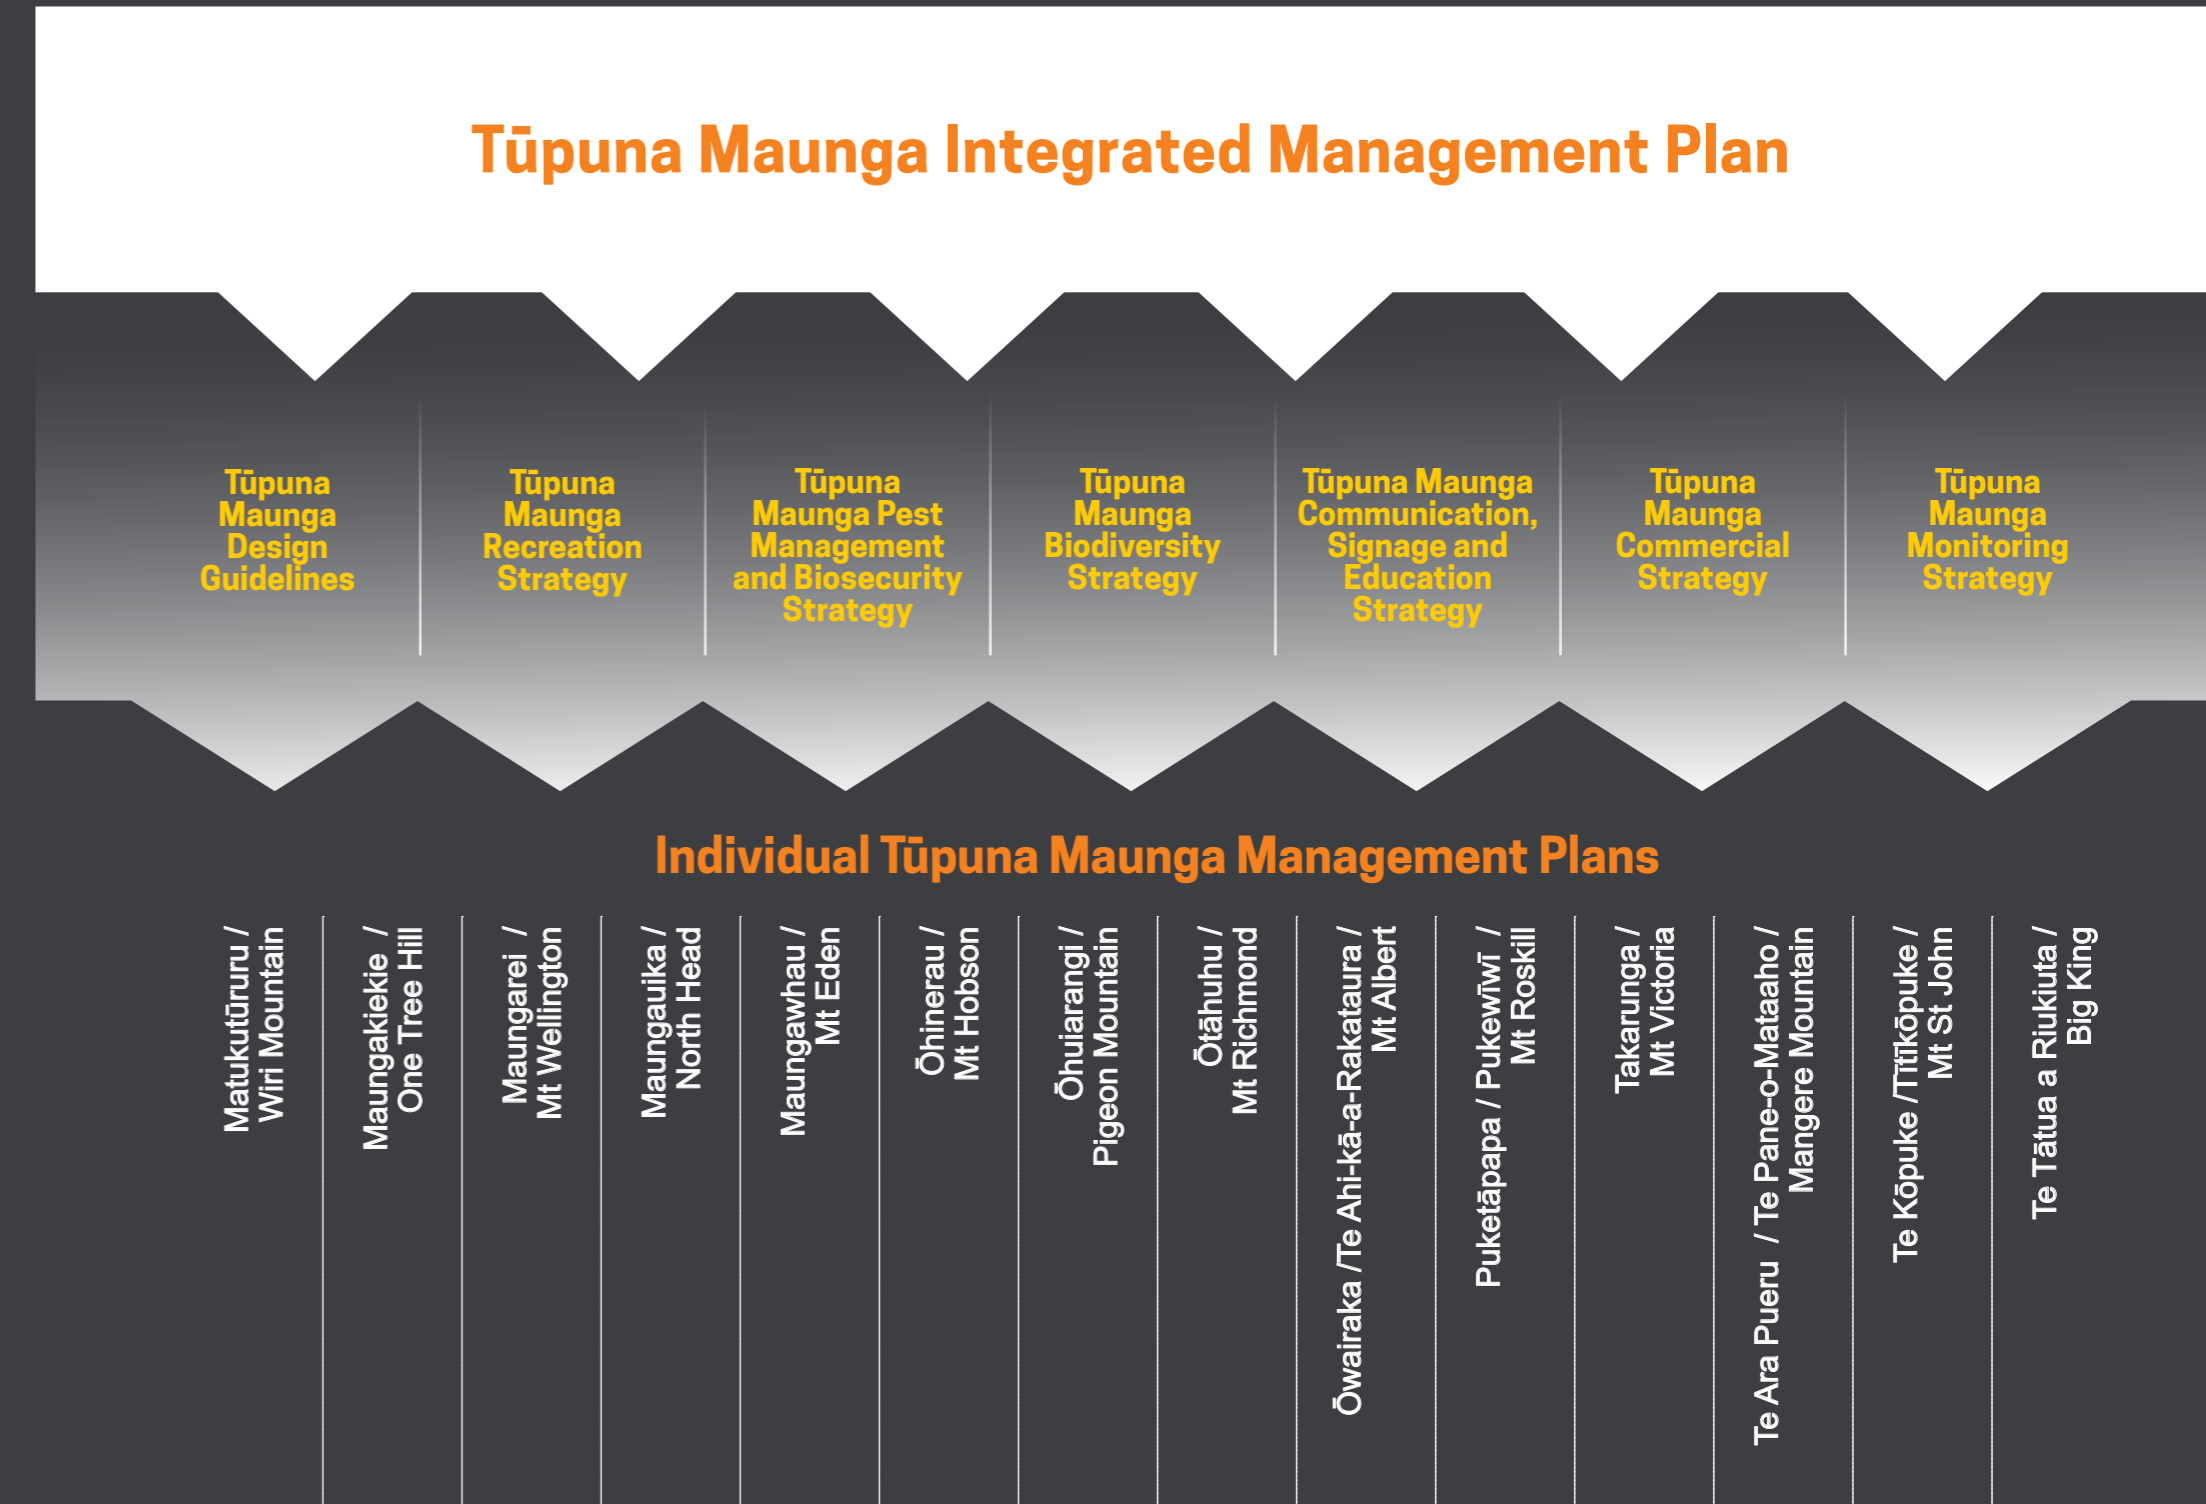 Tūpuna Maunga Integrated Management Plan
Tūpuna
Maunga
Design
Guidelines
Tūpuna
Maunga
Recreation
Strategy
Tūpuna
Maunga Pest
Management
and Biosecurity
Strategy
Tūpuna
Maunga
Biodiversity
Strategy
Tūpuna Maunga
Communication,
Signage and
Education
Strategy
Tūpuna
Maunga
Commercial
Strategy
Tūpuna
Maunga
Monitoring
Strategy
Individual Tūpuna Maunga Management Plans
Matukutūruru /
Wiri Mountain
Maungakiekie /
One Tree Hill
Maungarei /
Mt Wellington
Maungauika /
North Head
Maungawhau /
Mt Eden
Ōhinerau /
Mt Hobson
Ōhuiarangi /
Pigeon Mountain
Ōtāhuhu /
Mt Richmond
Ōwairaka /Te Ahi-kā-a-Rakataura /
Mt Albert
Puketāpapa / Pukewīwī /
Mt Roskill
Takarunga /
Mt Victoria
Te Ara Pueru / Te Pane-o-Mataaho /
Mangere Mountain
Te Kōpuke /Tītīkōpuke /
Mt St John
Te Tātua a Riukiuta /
Big King